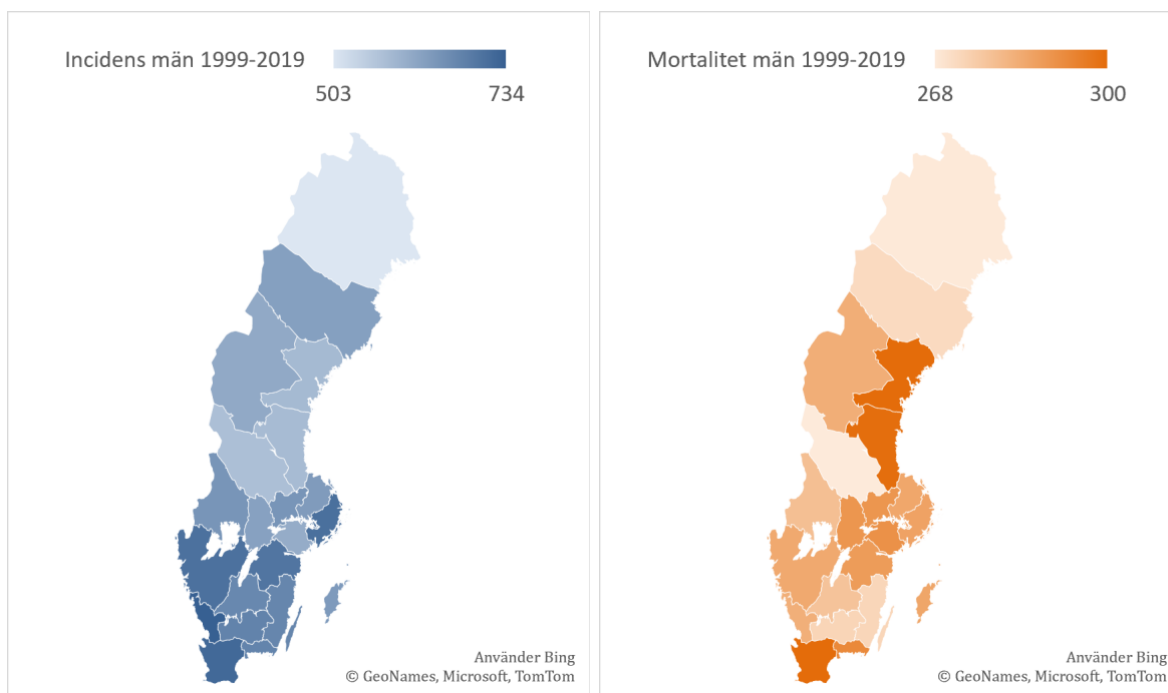 Incidens män 1999-2019
503 734
Använder Bing
© GeoNames, Microsoft, TomTom
Mortalitet män 1999-2019
268 300
Använder Bing
© GeoNames, Microsoft, TomTom